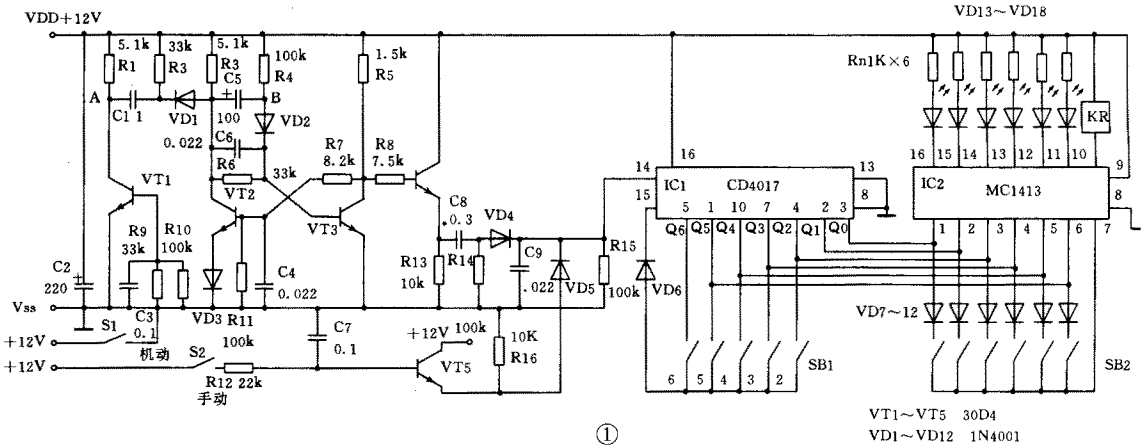 VDD+12V
VD13～VD18
5.1k
33k
5.1k
100k
1.5k
R1
R3
R3
R4
R5
Rn1K×6
C5
+
A
B
C1 1
VD1
100
VD2
KR
0.022
C6
R7
8.2k
R8
7.5k
R6
33k
16
14
13
16
15
14
13
12
11
10
9
VT1
VT2
VT3
C8
0.3
VD4
15
IC1
CD4017
8
IC2
MC1413
8
5
1
10
7
4
2
3
1
2
3
4
5
6
7
Q6
Q5
Q4
Q3
Q2
Q1
Q0
R9
33k
R10
100k
C2
+
220
C4
0.022
R13
10k
R14
C9
.022
VD5
R15
100k
VD6
Vss
C3
0.1
VD3
R11
100k
C7
0.1
+12V
100k
10K
R16
VD7～12
S1
+12V
机动
S2
+12V
R12 22k
手动
VT5
6
5
4
3
2
SB1
SB2
①
VT1～VT5 30D4
VD1～VD12 1N4001